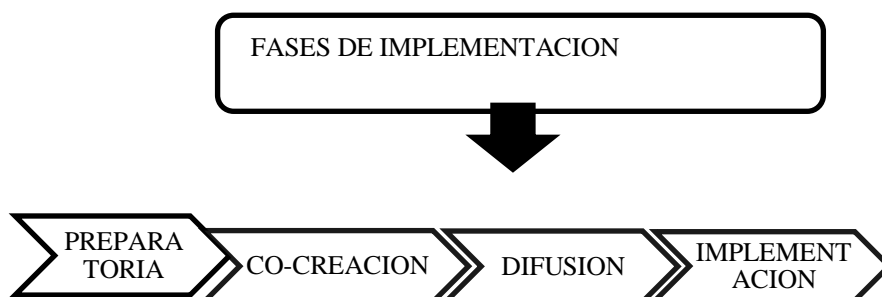 FASES DE IMPLEMENTACION
PREPARA
TORIA
CO-CREACION
DIFUSION
IMPLEMENT
ACION